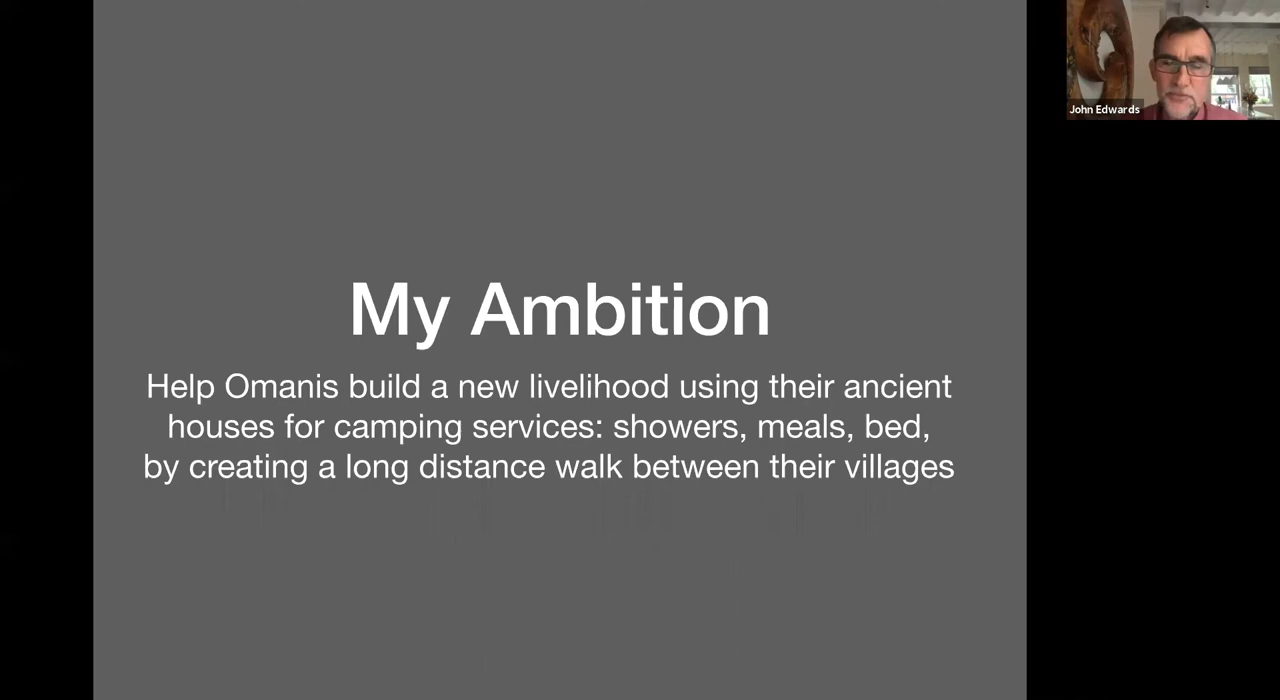 My Ambition
Help Omanis build a new livelihood using their ancient
houses for camping services: showers, meals, bed,
by creating a long distance walk between their villages
John Edwards